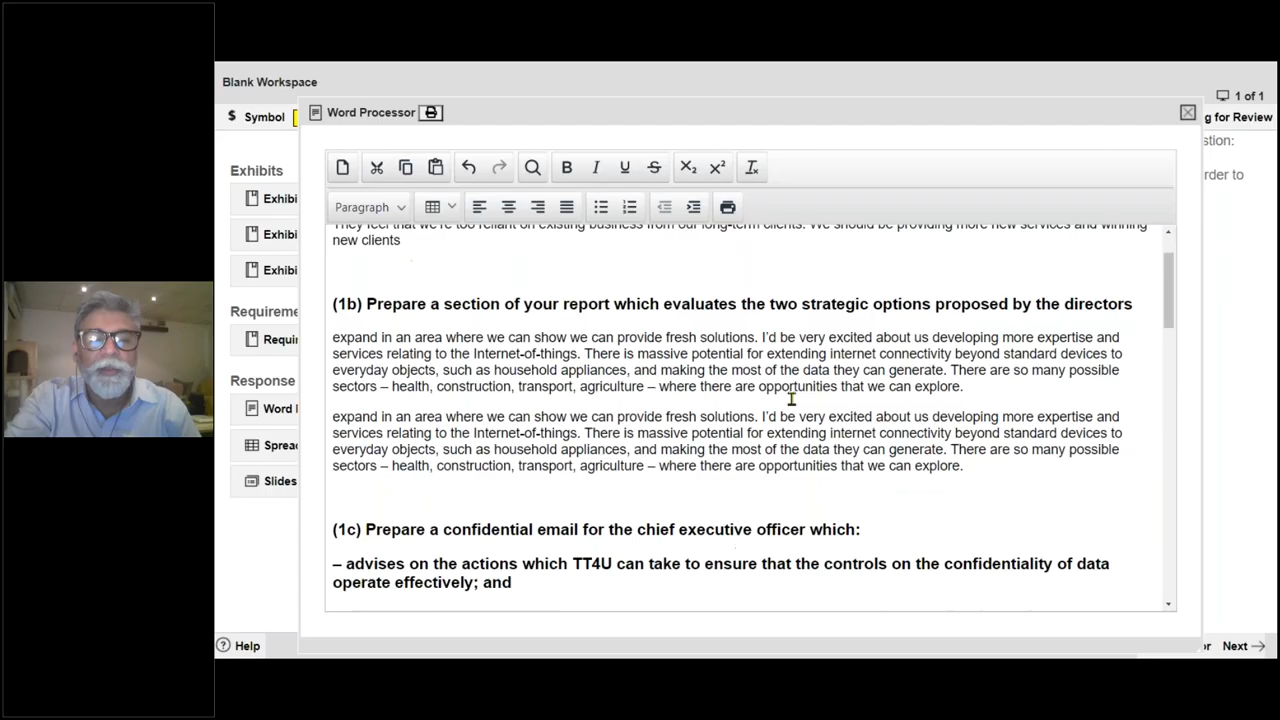 Blank Workspace
1 of 1
$ Symbol
Word Processor
g for Review
stion:
rder to
Exhibits
Exhibi
Exhibi
Exhibi
Requireme
Requir
Response
Word
Sprea
Slides
Paragraph
They feel that we're too reliant on existing business from our long-term clients. We should be providing more new services and winning
new clients
(1b) Prepare a section of your report which evaluates the two strategic options proposed by the directors
expand in an area where we can show we can provide fresh solutions. I'd be very excited about us developing more expertise and
services relating to the Internet-of-things. There is massive potential for extending internet connectivity beyond standard devices to
everyday objects, such as household appliances, and making the most of the data they can generate. There are so many possible
sectors – health, construction, transport, agriculture – where there are opportunities that we can explore.
expand in an area where we can show we can provide fresh solutions. I'd be very excited about us developing more expertise and
services relating to the Internet-of-things. There is massive potential for extending internet connectivity beyond standard devices to
everyday objects, such as household appliances, and making the most of the data they can generate. There are so many possible
sectors – health, construction, transport, agriculture – where there are opportunities that we can explore.
(1c) Prepare a confidential email for the chief executive officer which:
– advises on the actions which TT4U can take to ensure that the controls on the confidentiality of data
operate effectively; and
Help
or
Next